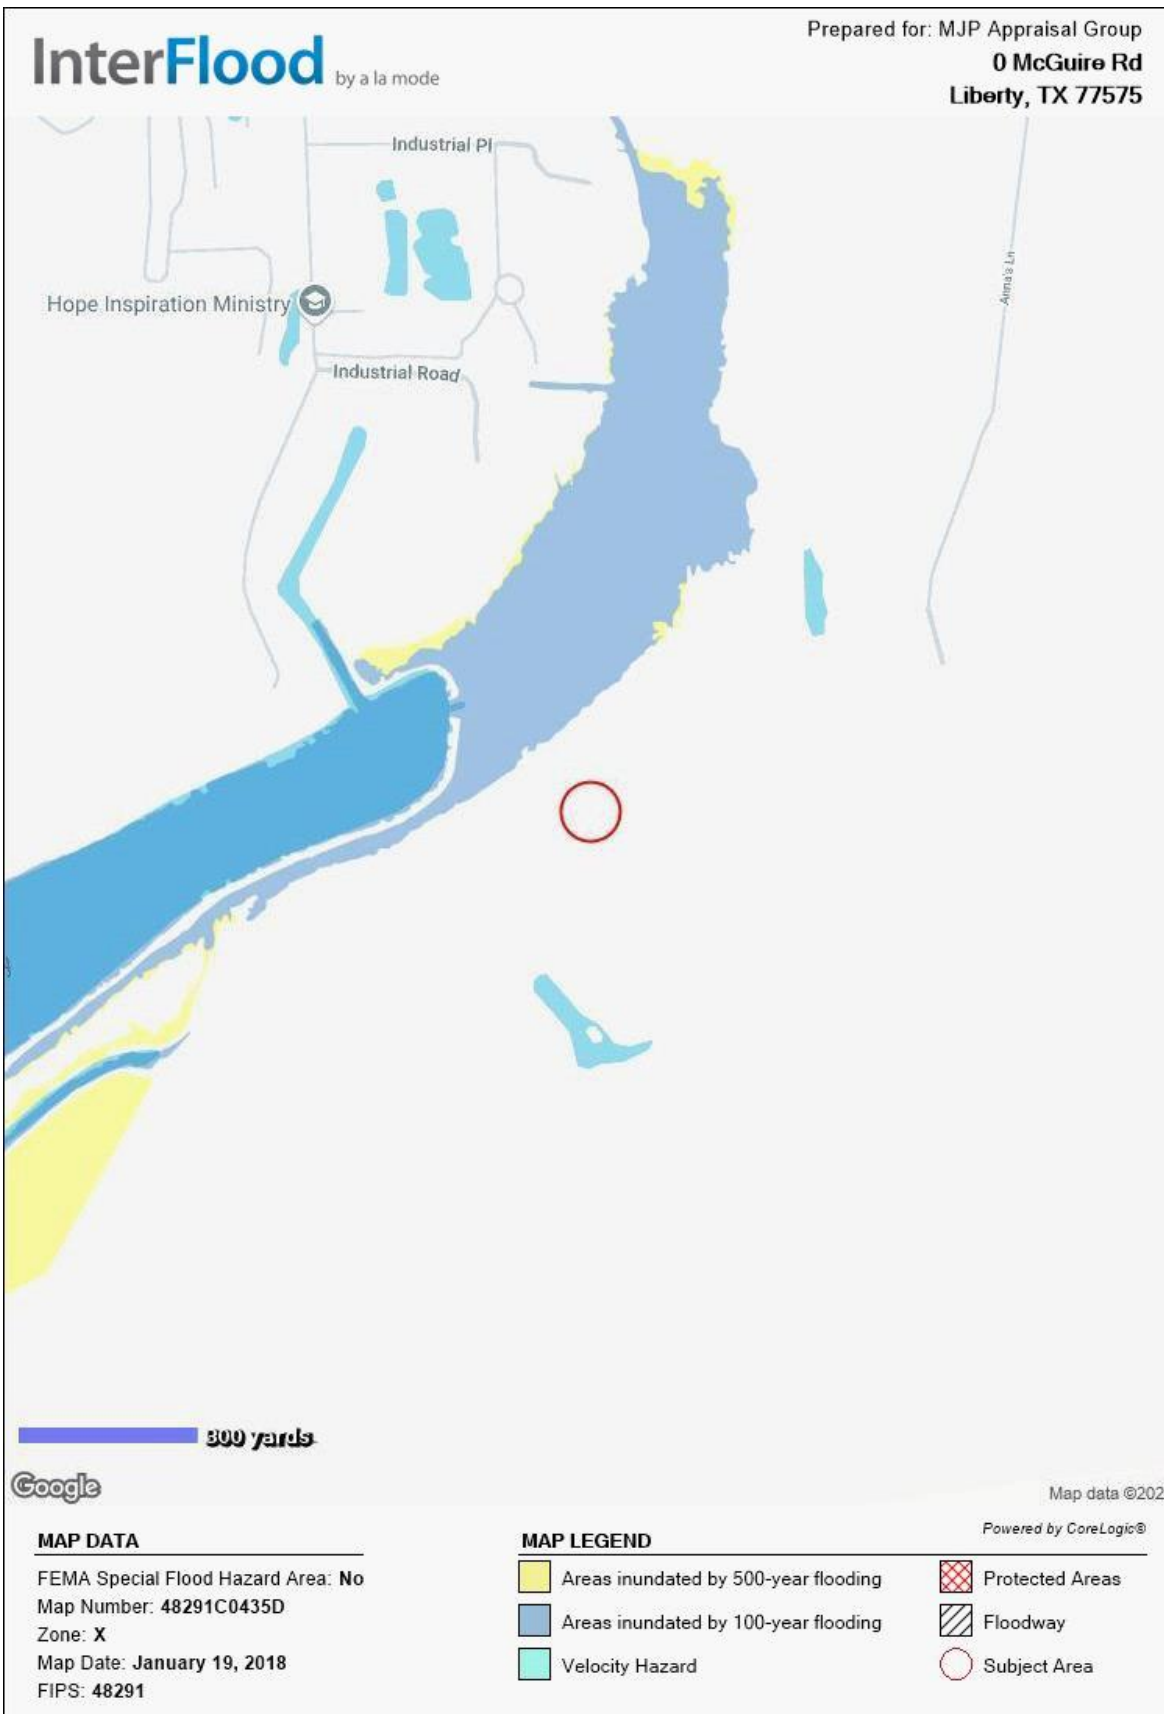 InterFlood by a la mode
Prepared for: MJP Appraisal Group
0 McGuire Rd
Liberty, TX 77575
Industrial Pl
Anna's Ln
Hope Inspiration Ministry
Industrial Road
800 yards
Google
Map data ©202
Powered by CoreLogic®
MAP DATA
FEMA Special Flood Hazard Area: No
Map Number: 48291C0435D
Zone: X
Map Date: January 19, 2018
FIPS: 48291
MAP LEGEND
Areas inundated by 500-year flooding
Areas inundated by 100-year flooding
Velocity Hazard
Protected Areas
Floodway
Subject Area